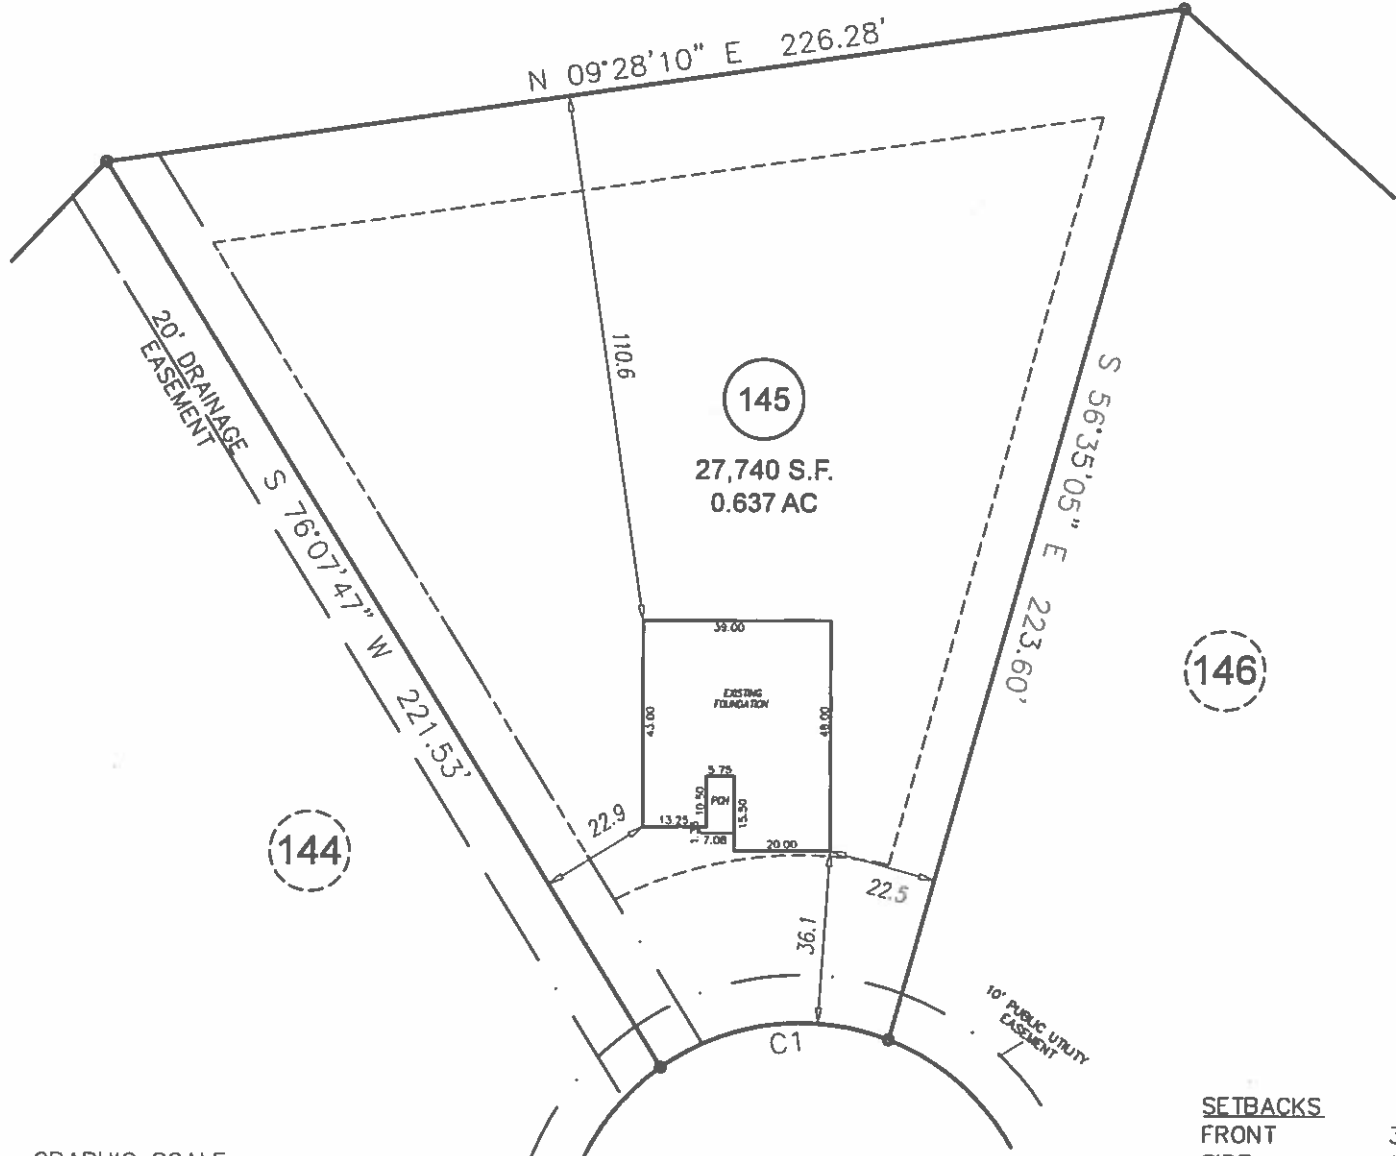 N 09°28'10" E 226.28'
20' DRAINAGE
EASEMENT
S 76°07'47" W 221.53'
110.6
145
27,740 S.F.
0.637 AC
S 56°35'05" E 223.60'
146
144
39.00
EXISTING
FOUNDATION
43.00
48.00
5.75
10.50
PCH
15.50
13.25
7.08
20.00
22.9
22.5
36.1
C1
10' PUBLIC UTILITY
EASEMENT
SETBACKS
FRONT
GRAPHIC SCALE